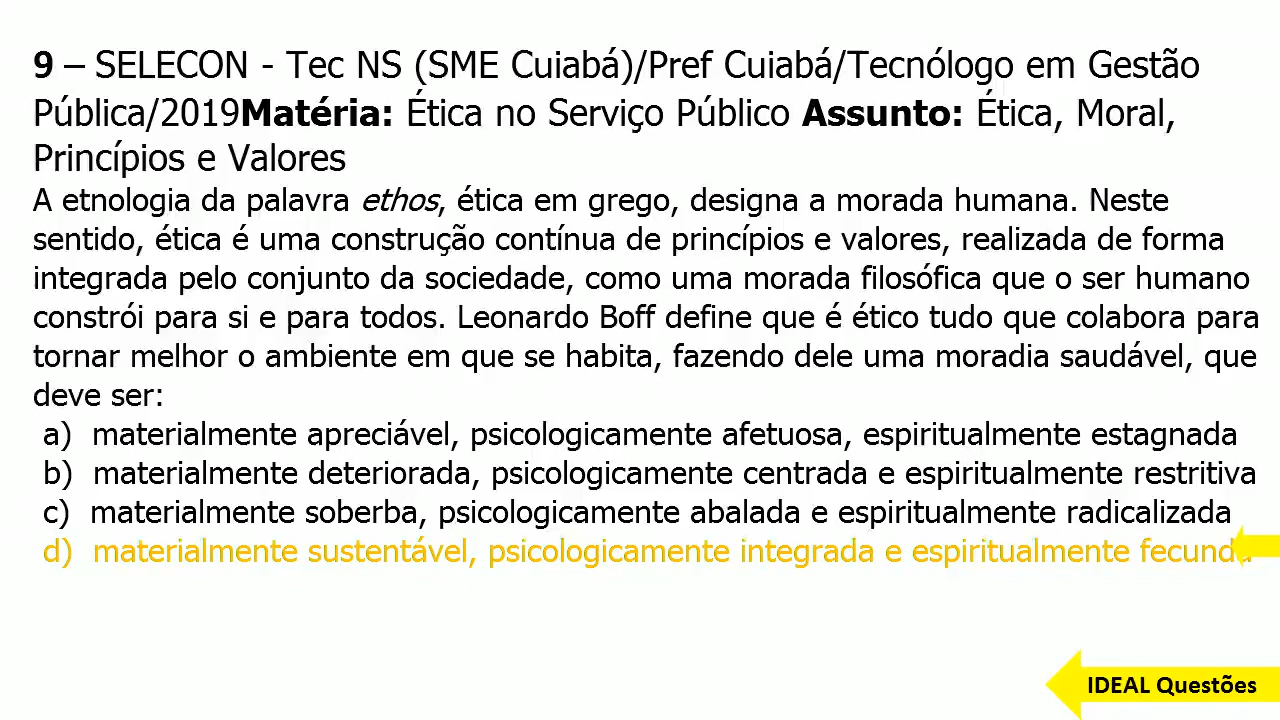 9 – SELECON - Tec NS (SME Cuiabá)/Pref Cuiabá/Tecnólogo em Gestão
Pública/2019Matéria: Ética no Serviço Público Assunto: Ética, Moral,
Princípios e Valores
A etnologia da palavra ethos, ética em grego, designa a morada humana. Neste
sentido, ética é uma construção contínua de princípios e valores, realizada de forma
integrada pelo conjunto da sociedade, como uma morada filosófica que o ser humano
constrói para si e para todos. Leonardo Boff define que é ético tudo que colabora para
tornar melhor o ambiente em que se habita, fazendo dele uma moradia saudável, que
deve ser:
a) materialmente apreciável, psicologicamente afetuosa, espiritualmente estagnada
b) materialmente deteriorada, psicologicamente centrada e espiritualmente restritiva
c) materialmente soberba, psicologicamente abalada e espiritualmente radicalizada
d) materialmente sustentável, psicologicamente integrada e espiritualmente fecunda
IDEAL Questões